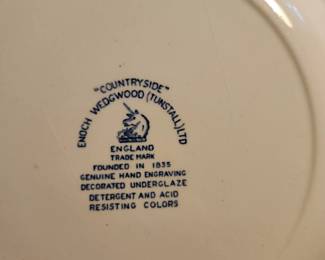 "COUNTRYSIDE"
ENOCH WEDGWOOD (TUNSTALL) LTD
ENGLAND
TRADE MARK
FOUNDED IN 1835
GENUINE HAND ENGRAVING
DECORATED UNDERGLAZE
DETERGENT AND ACID
RESISTING COLORS